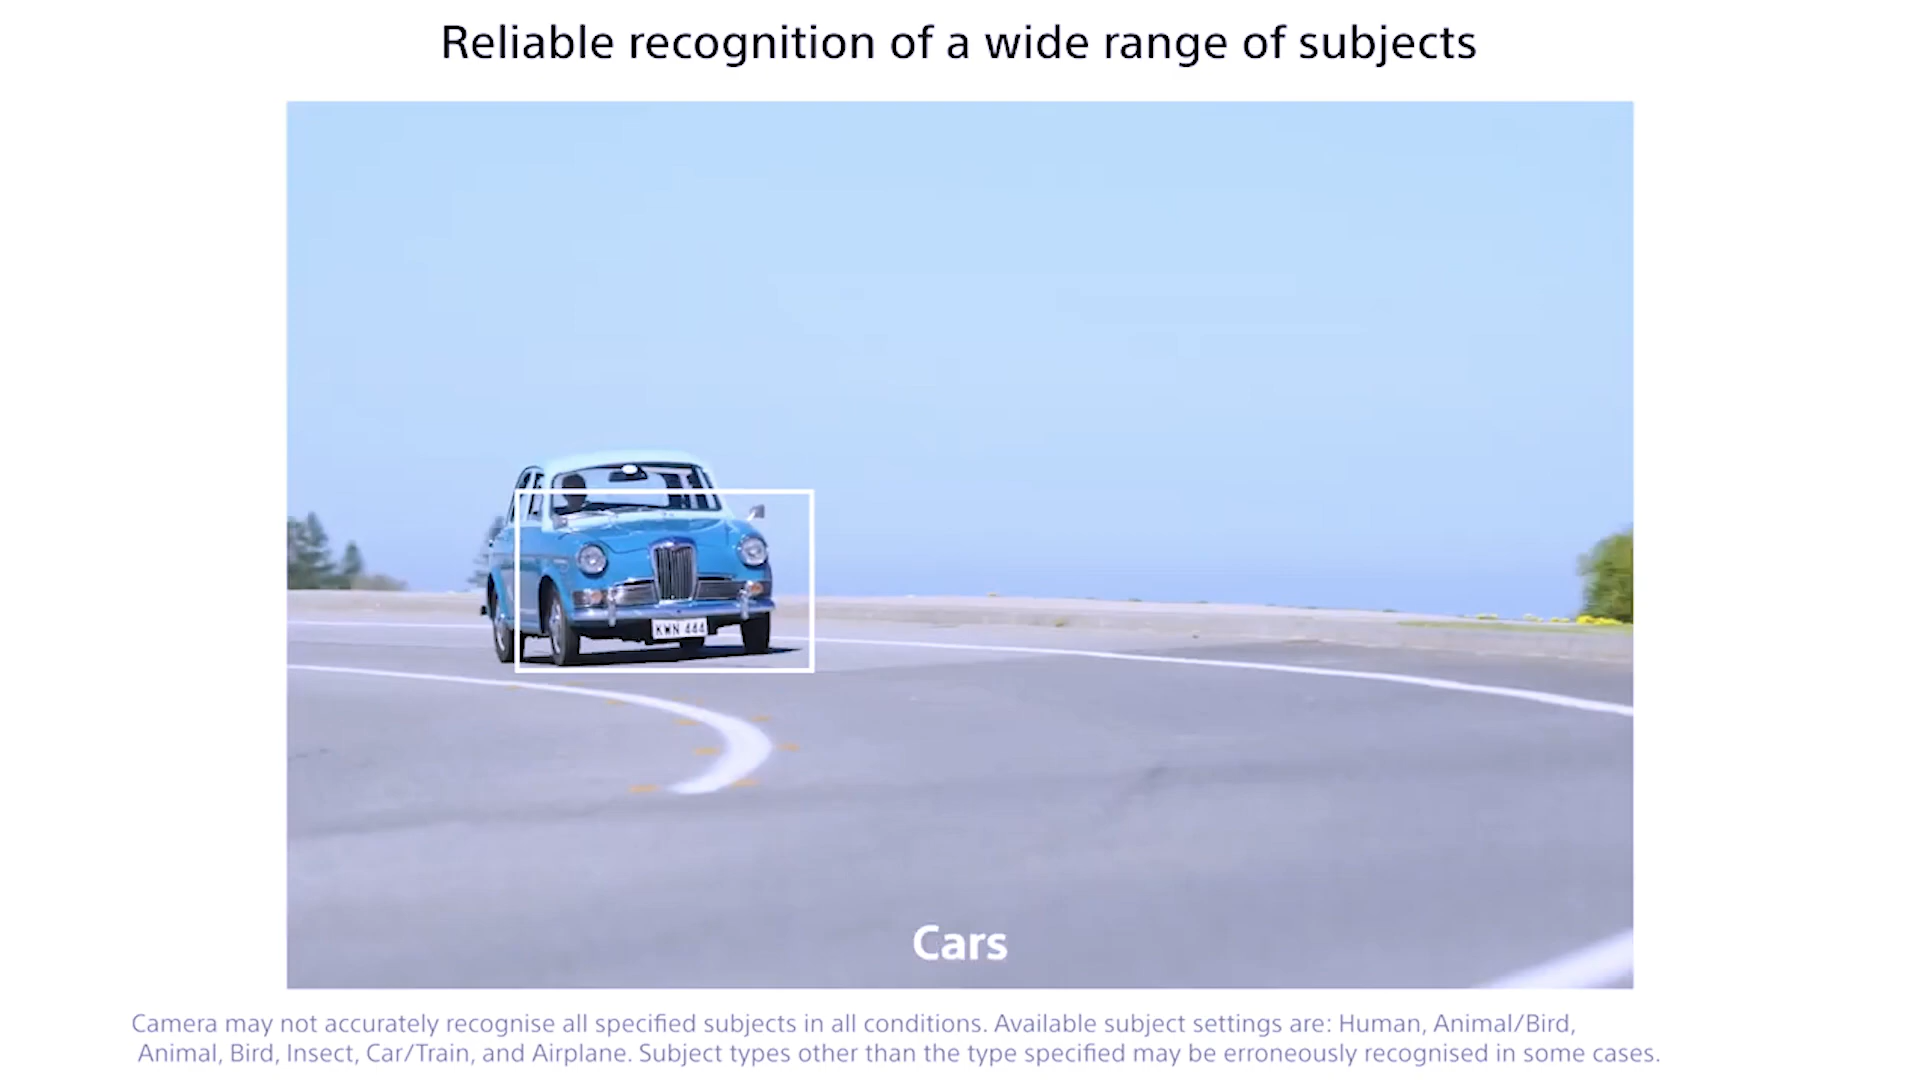 Reliable recognition of a wide range of subjects
KWN 444
Cars
Camera may not accurately recognise all specified subjects in all conditions. Available subject settings are: Human, Animal/Bird,
Animal, Bird, Insect, Car/Train, and Airplane. Subject types other than the type specified may be erroneously recognised in some cases.